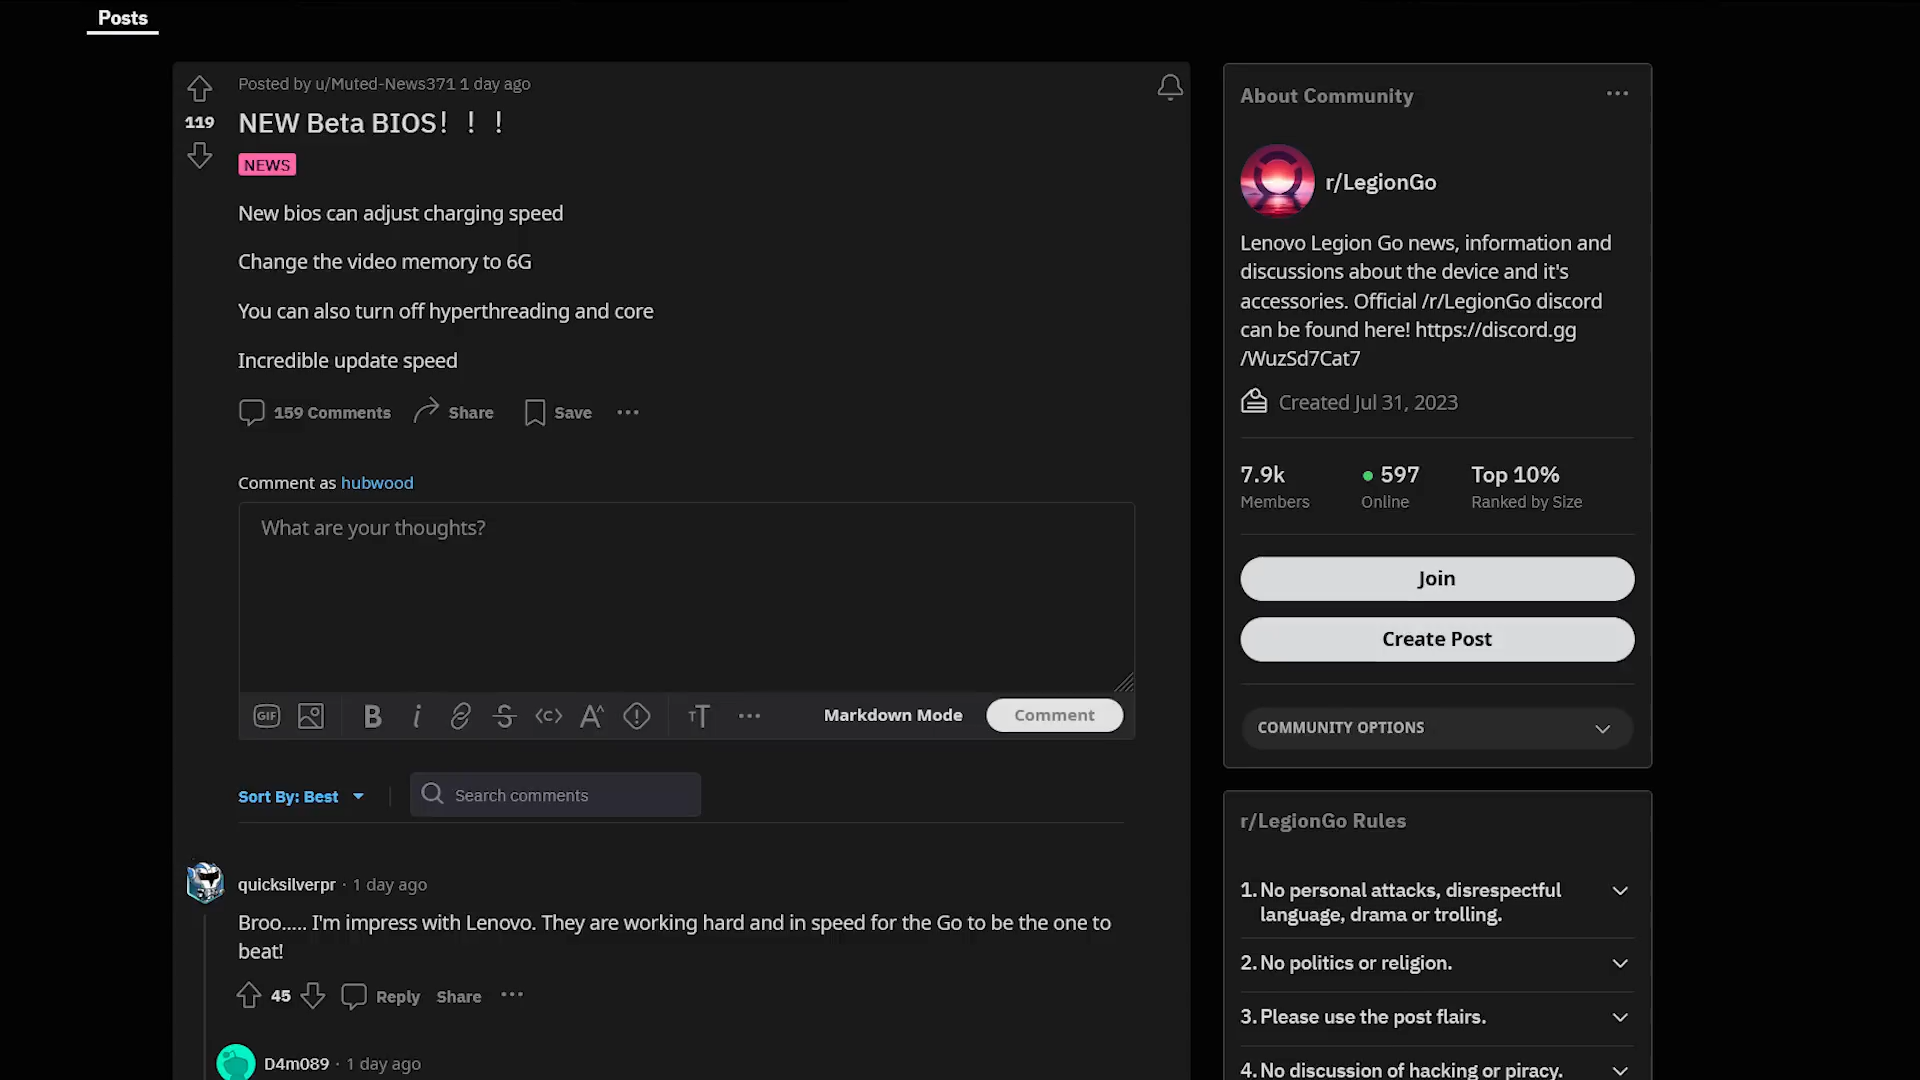 Posts
Posted by u/Muted-News371 1 day ago
119
NEW Beta BIOS！！！
NEWS
New bios can adjust charging speed
Change the video memory to 6G
You can also turn off hyperthreading and core
Incredible update speed
159 Comments
Share
Save
Comment as hubwood
What are your thoughts?
GIF
Markdown Mode
Comment
Sort By: Best
Search comments
quicksilverpr · 1 day ago
Broo..... I'm impress with Lenovo. They are working hard and in speed for the Go to be the one to
beat!
45
Reply
Share
D4m089 · 1 day ago
About Community
r/LegionGo
Lenovo Legion Go news, information and
discussions about the device and it's
accessories. Official /r/LegionGo discord
can be found here! https://discord.gg
/WuzSd7Cat7
Created Jul 31, 2023
7.9k
Members
597
Online
Top 10%
Ranked by Size
Join
Create Post
COMMUNITY OPTIONS
r/LegionGo Rules
1. No personal attacks, disrespectful
language, drama or trolling.
2. No politics or religion.
3. Please use the post flairs.
4. No discussion of hacking or piracy.